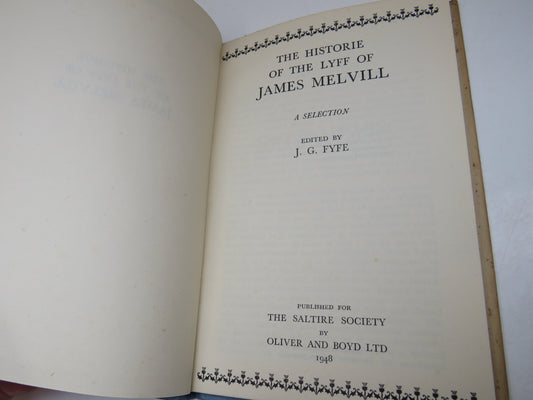 THE HISTORIE
OF THE LYFF OF
JAMES MELVILL
A SELECTION
EDITED BY
J. G. FYFE
PUBLISHED FOR
THE SALTIRE SOCIETY
BY
OLIVER AND BOYD LTD
1948